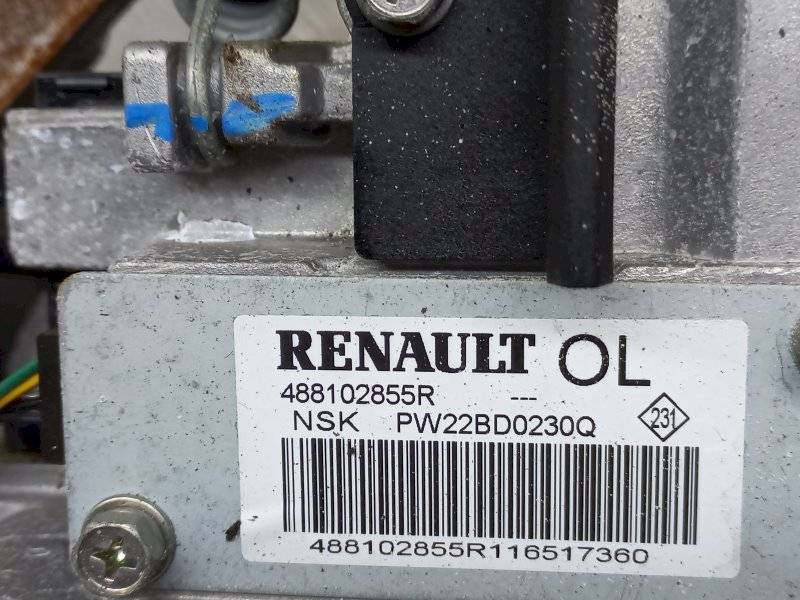 RENAULT OL
488102855R ---
NSK PW22BD0230Q 231
488102855R116517360